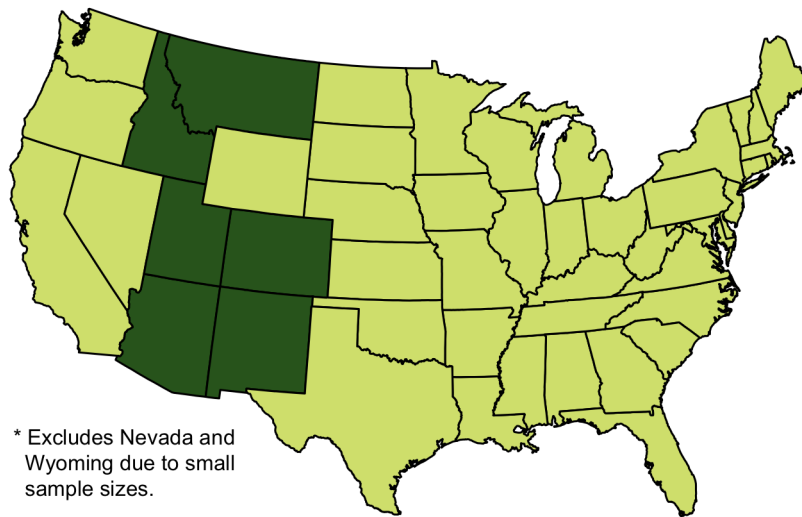 * Excludes Nevada and
Wyoming due to small
sample sizes.